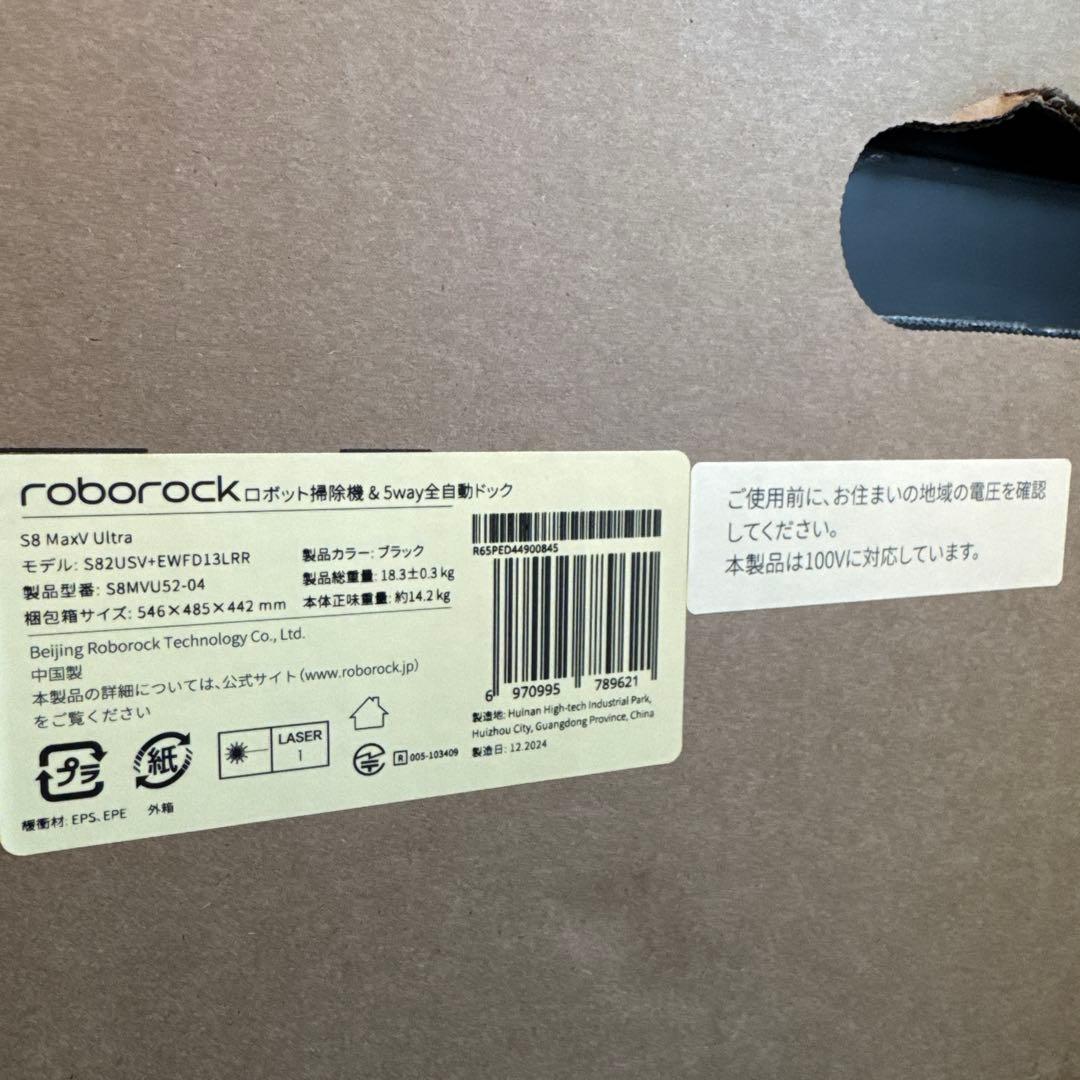 roborock ロボット掃除機 & 5way全自動ドック
S8 MaxV Ultra
モデル: S82USV+EWFD13LRR
製品型番: S8MVU52-04
梱包箱サイズ: 546×485×442 mm
製品カラー: ブラック
製品総重量: 18.3±0.3 kg
本体正味重量: 約14.2 kg
Beijing Roborock Technology Co., Ltd.
中国製
本製品の詳細については、公式サイト (www.roborock.jp)
をご覧ください
プラ
緩衝材: EPS、EPE
紙
外箱
LASER
1
R 005-103409
R65PED44900845
6 970995 789621
製造地: Huinan High-tech Industrial Park,
Huizhou City, Guangdong Province, China
製造日: 12.2024
ご使用前に、お住まいの地域の電圧を確認
してください。
本製品は100Vに対応しています。